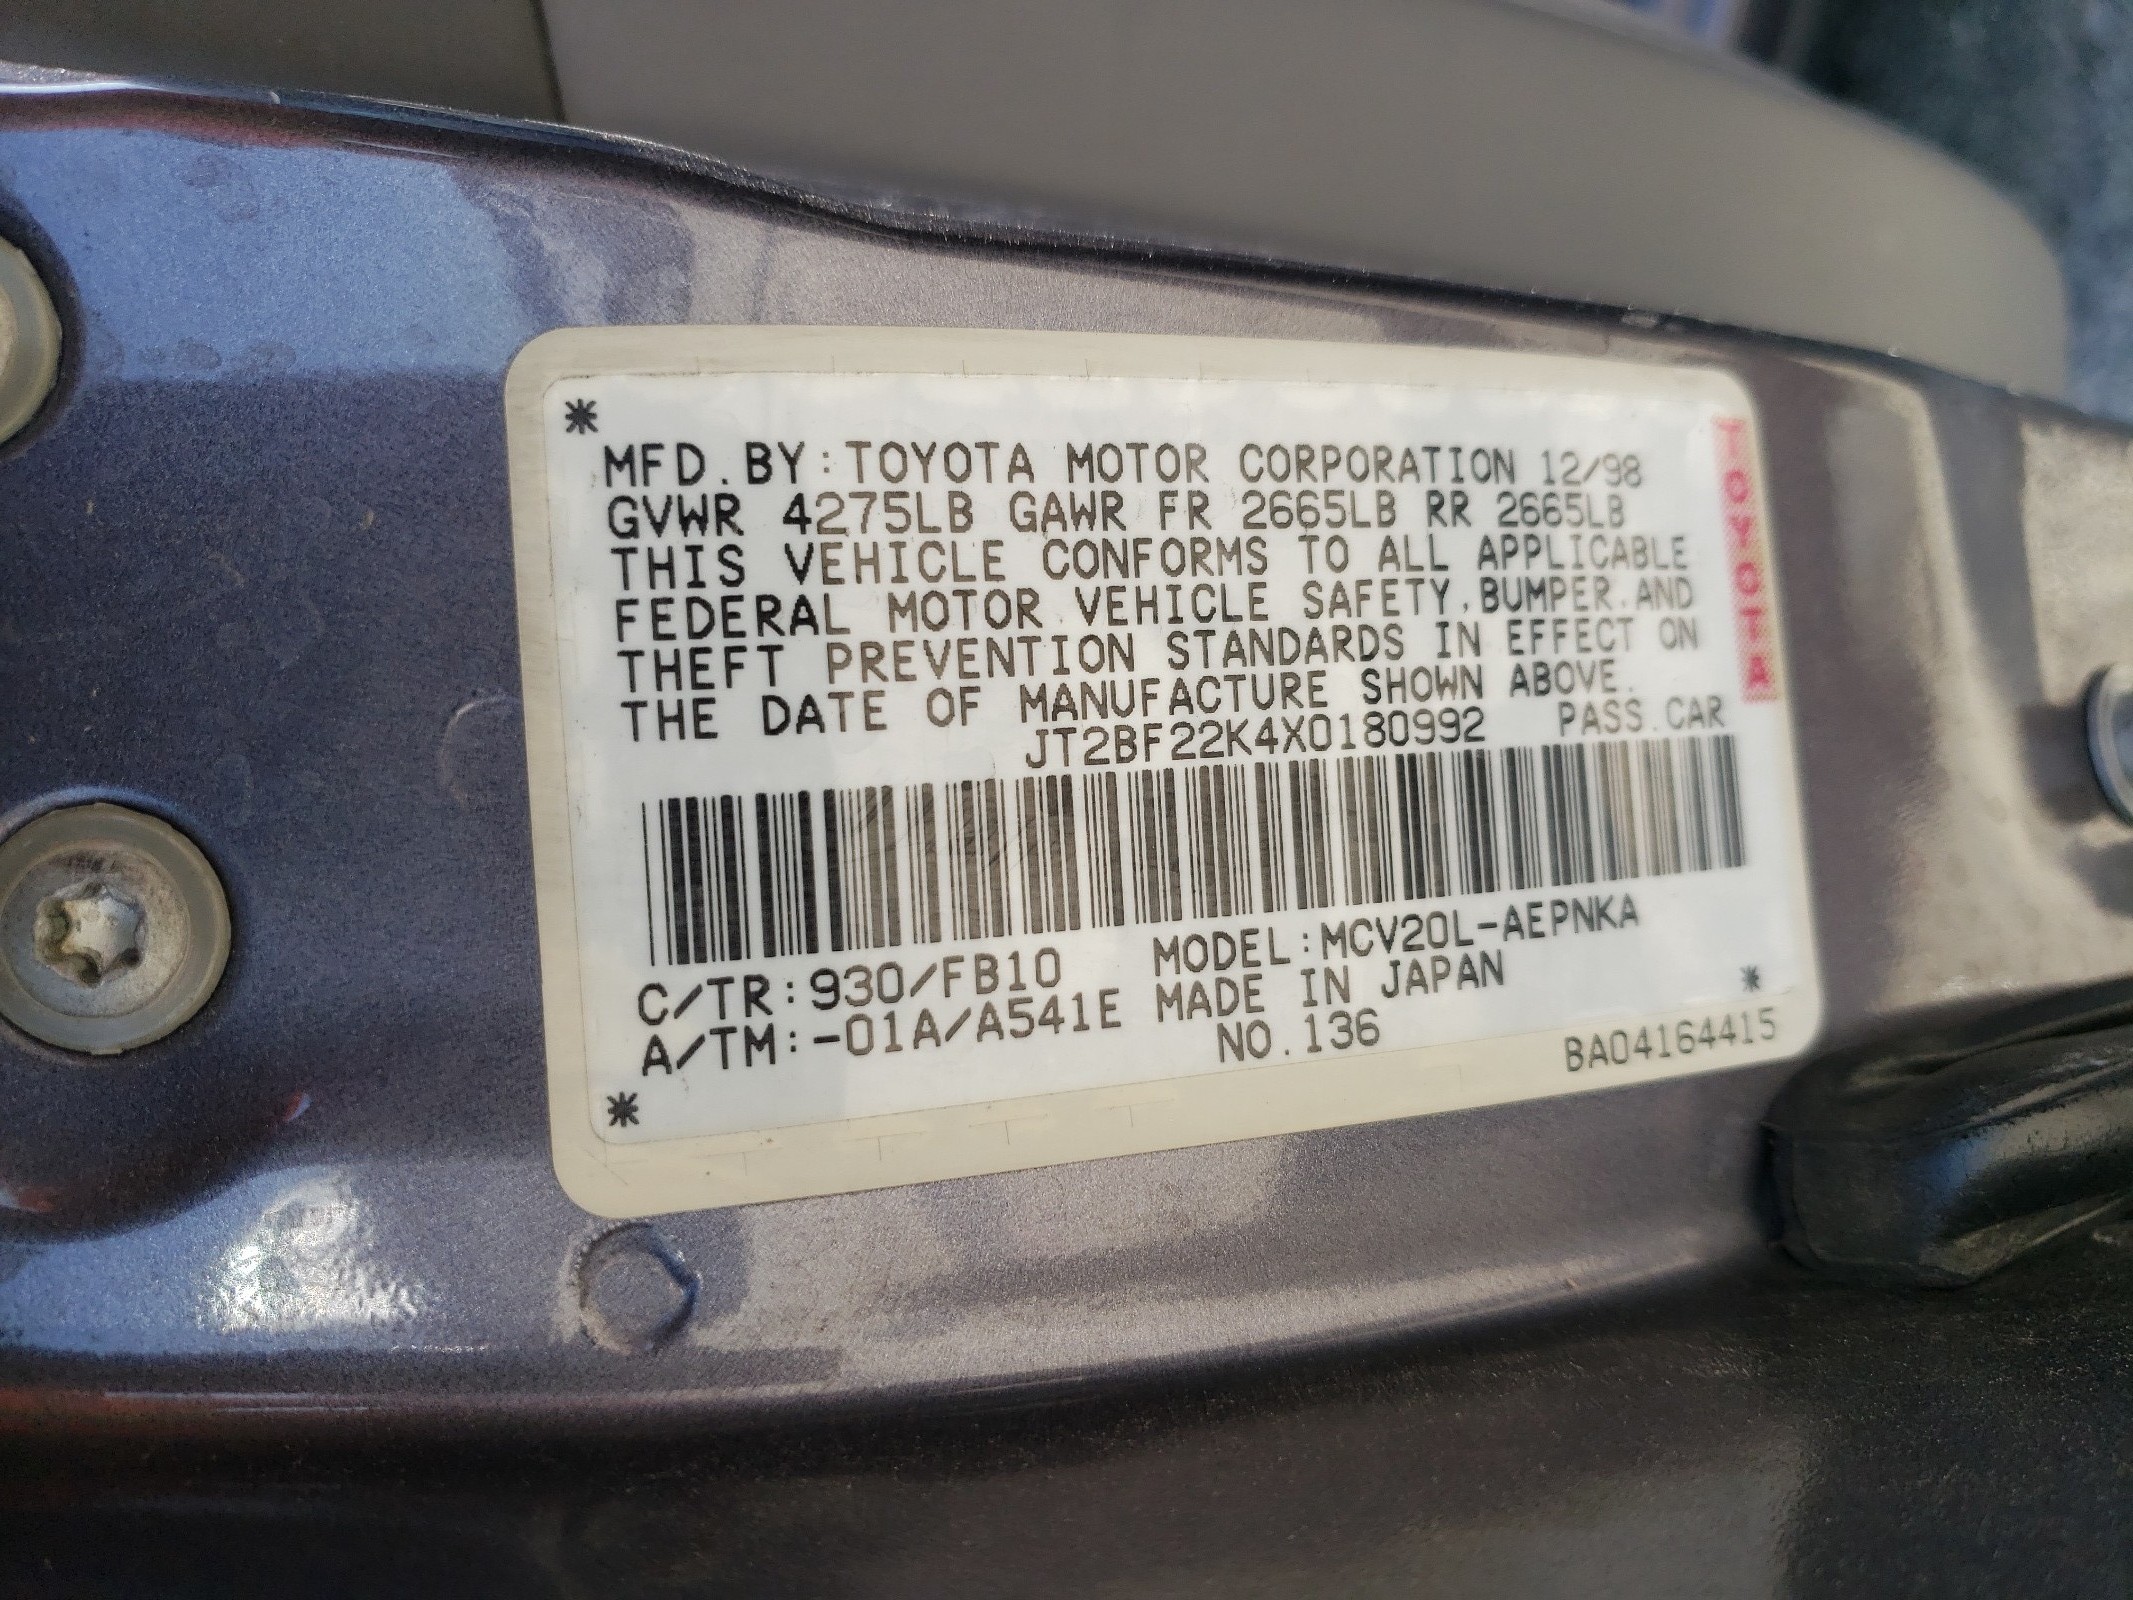 MFD. BY: TOYOTA MOTOR CORPORATION 12/98
GVWR 4275LB GAWR FR 2665LB RR 2665LB
THIS VEHICLE CONFORMS TO ALL APPLICABLE
FEDERAL MOTOR VEHICLE SAFETY, BUMPER, AND
THEFT PREVENTION STANDARDS IN EFFECT ON
THE DATE OF MANUFACTURE SHOWN ABOVE.
JT2BF22K4X0180992 PASS. CAR
C/TR: 930/FB10 MODEL: MCV20L-AEPNKA
A/TM: -01A/A541E MADE IN JAPAN
NO. 136 BA04164415
TOYOTA